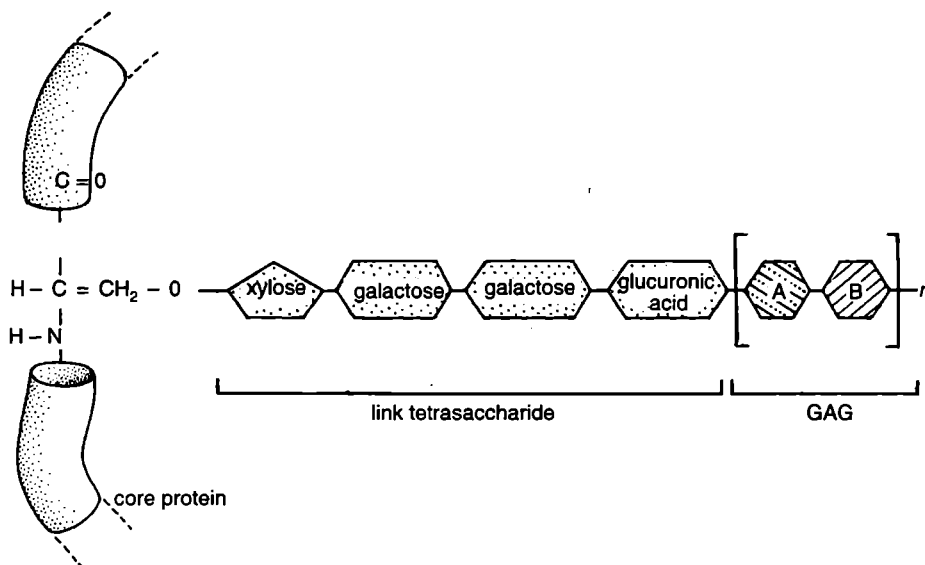 C = 0
H – C = CH₂ – 0
xylose
galactose
galactose
glucuronic
acid
A
B
n
H – N
link tetrasaccharide
GAG
core protein